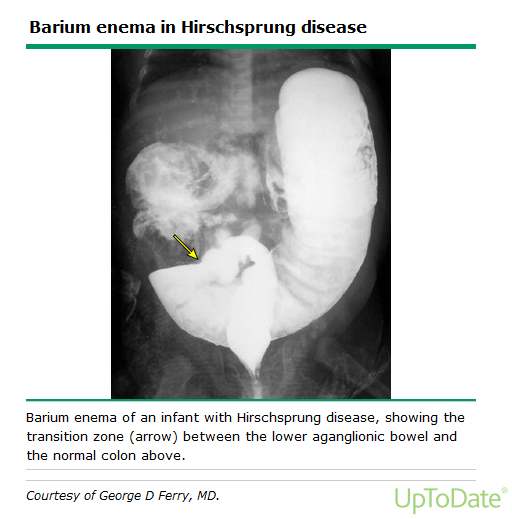 Barium enema in Hirschsprung disease
Barium enema of an infant with Hirschsprung disease, showing the
transition zone (arrow) between the lower aganglionic bowel and
the normal colon above.
Courtesy of George D Ferry, MD.
UpToDate®